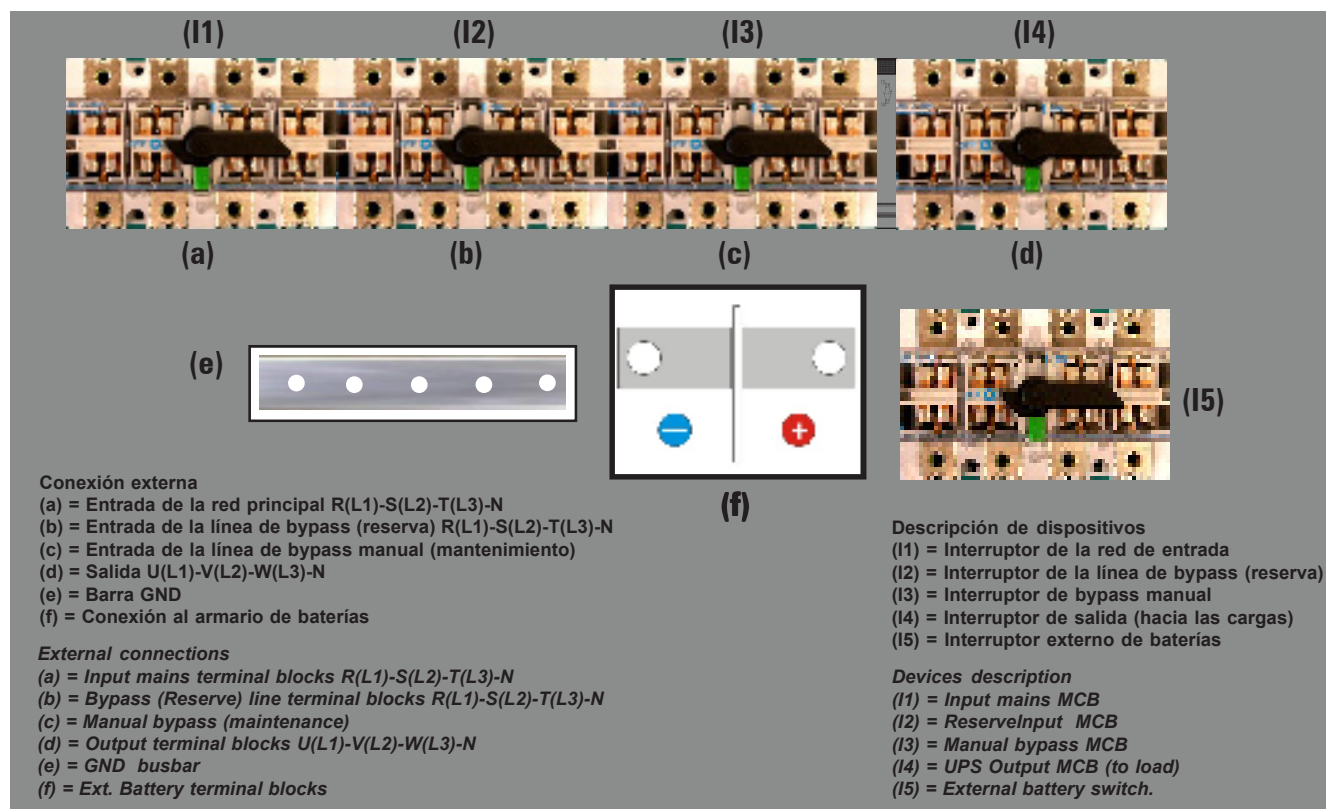 (I1)
(I2)
(I3)
(I4)
(a)
(b)
(c)
(d)
(e)
(I5)
(f)
Conexión externa
(a) = Entrada de la red principal R(L1)-S(L2)-T(L3)-N
(b) = Entrada de la línea de bypass (reserva) R(L1)-S(L2)-T(L3)-N
(c) = Entrada de la línea de bypass manual (mantenimiento)
(d) = Salida U(L1)-V(L2)-W(L3)-N
(e) = Barra GND
(f) = Conexión al armario de baterías
External connections
(a) = Input mains terminal blocks R(L1)-S(L2)-T(L3)-N
(b) = Bypass (Reserve) line terminal blocks R(L1)-S(L2)-T(L3)-N
(c) = Manual bypass (maintenance)
(d) = Output terminal blocks U(L1)-V(L2)-W(L3)-N
(e) = GND busbar
(f) = Ext. Battery terminal blocks
Descripción de dispositivos
(I1) = Interruptor de la red de entrada
(I2) = Interruptor de la línea de bypass (reserva)
(I3) = Interruptor de bypass manual
(I4) = Interruptor de salida (hacia las cargas)
(I5) = Interruptor externo de baterías
Devices description
(I1) = Input mains MCB
(I2) = ReserveInput MCB
(I3) = Manual bypass MCB
(I4) = UPS Output MCB (to load)
(I5) = External battery switch.